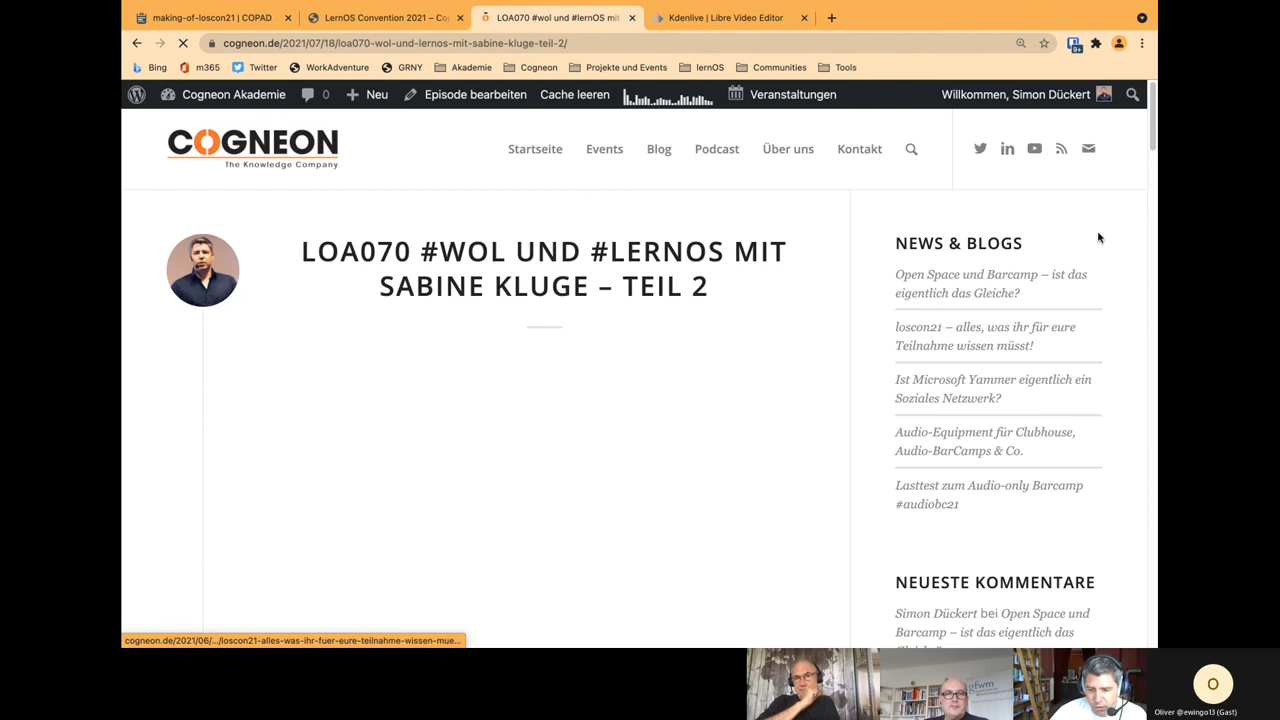 making-of-loscon21 | COPAD
LernOS Convention 2021 – Co
LOA070 #wol und #lernOS mit
Kdenlive | Libre Video Editor
cogneon.de/2021/07/18/loa070-wol-und-lernos-mit-sabine-kluge-teil-2/
9+
Bing m365 Twitter WorkAdventure GRNY Akademie Cogneon Projekte und Events lernOS Communities Tools
Cogneon Akademie 0 Neu Episode bearbeiten Cache leeren Veranstaltungen Willkommen, Simon Dückert
COGNEON
The Knowledge Company
Startseite Events Blog Podcast Über uns Kontakt
LOA070 #WOL UND #LERNOS MIT
SABINE KLUGE – TEIL 2
NEWS & BLOGS
Open Space und Barcamp – ist das
eigentlich das Gleiche?
loscon21 – alles, was ihr für eure
Teilnahme wissen müsst!
Ist Microsoft Yammer eigentlich ein
Soziales Netzwerk?
Audio-Equipment für Clubhouse,
Audio-BarCamps & Co.
Lasttest zum Audio-only Barcamp
#audiobc21
NEUESTE KOMMENTARE
Simon Dückert bei Open Space und
Barcamp – ist das eigentlich das
cogneon.de/2021/06/.../loscon21-alles-was-ihr-fuer-eure-teilnahme-wissen-mue...
gfwm
O
Oliver @ewingo13 (Gast)